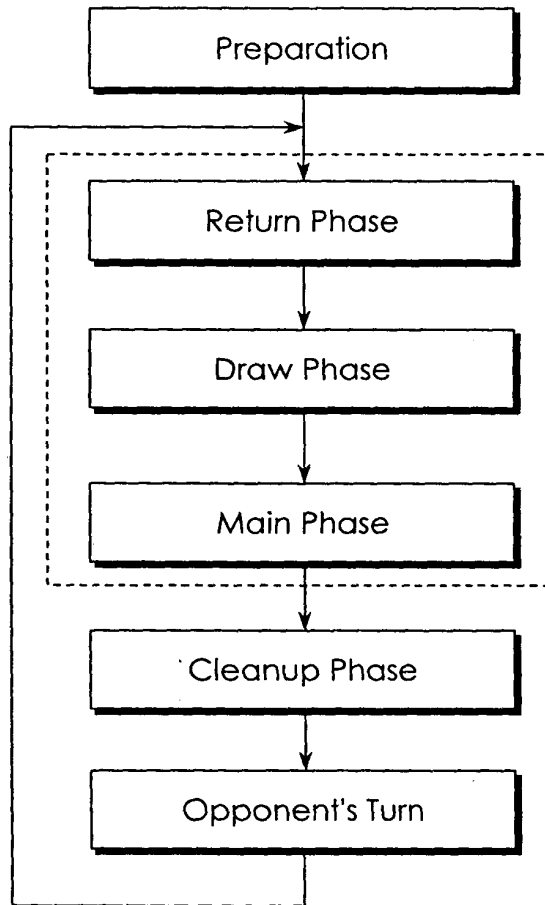 Preparation
Return Phase
Draw Phase
Main Phase
Cleanup Phase
Opponent's Turn